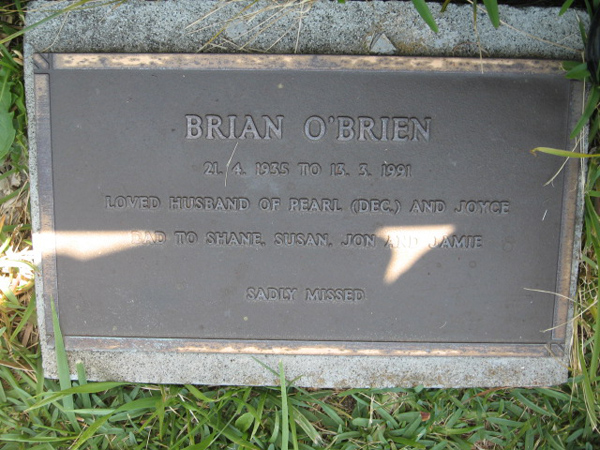 BRIAN O'BRIEN
21. 4. 1935 TO 13. 3. 1991
LOVED HUSBAND OF PEARL (DEC.) AND JOYCE
DAD TO SHANE, SUSAN, JON AND JAMIE
SADLY MISSED